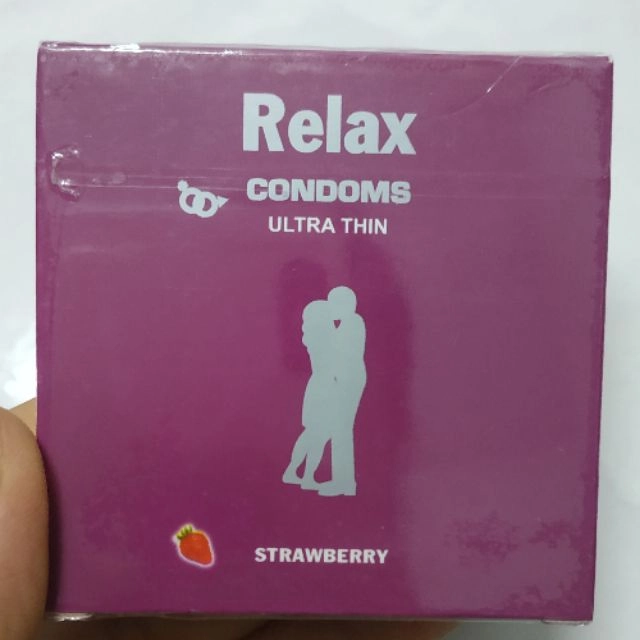 Relax
CONDOMS
ULTRA THIN
STRAWBERRY